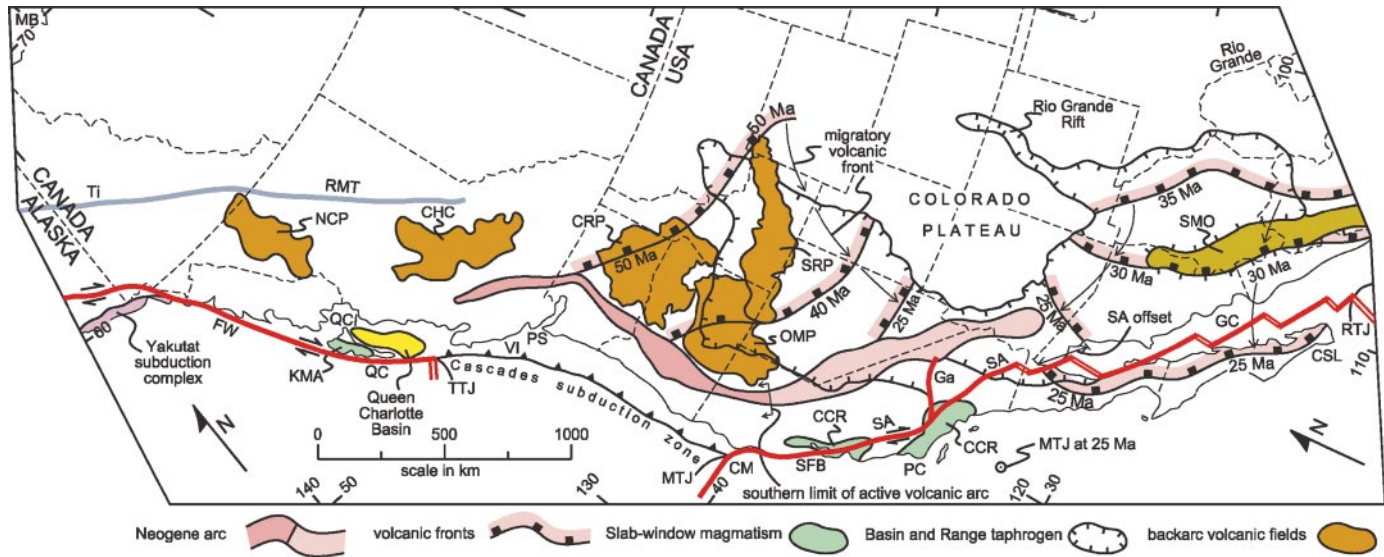 MB
70
CANADA
USA
Rio
Grande
100
50 Ma
migratory
volcanic
front
Rio Grande
Rift
CANADA
ALASKA
Ti
RMT
NCP
CHC
CRP
50 Ma
COLORADO
PLATEAU
35 Ma
SMO
SRP
40 Ma
25 Ma
30 Ma
30 Ma
25 Ma
SA offset
OMP
60
Yakutat
subduction
complex
FW
QCI
KMA
QC
Queen
Charlotte
Basin
TTJ
VI
PS
Cascades subduction zone
GC
RTJ
CSL
110
25 Ma
25 Ma
SA
Ga
CCR
SA
CCR
PC
MTJ at 25 Ma
N
0
500
1000
scale in km
MTJ
CM
SFB
southern limit of active volcanic arc
N
140
50
130
40
120
30
Neogene arc
volcanic fronts
Slab-window magmatism
Basin and Range taphrogen
backarc volcanic fields